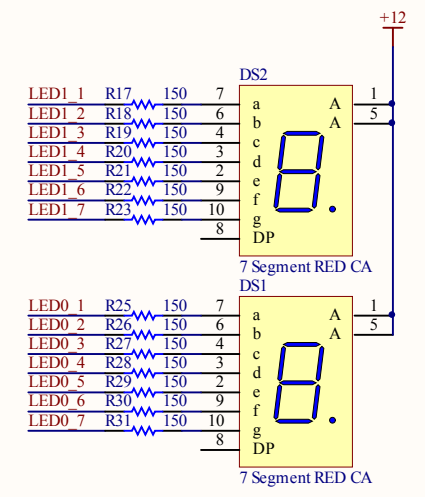 +12
DS2
LED1_1 R17 150 7 a A 1
LED1_2 R18 150 6 b A 5
LED1_3 R19 150 4 c
LED1_4 R20 150 3 d
LED1_5 R21 150 2 e
LED1_6 R22 150 9 f
LED1_7 R23 150 10 g
8 DP
7 Segment RED CA
DS1
LED0_1 R25 150 7 a A 1
LED0_2 R26 150 6 b A 5
LED0_3 R27 150 4 c
LED0_4 R28 150 3 d
LED0_5 R29 150 2 e
LED0_6 R30 150 9 f
LED0_7 R31 150 10 g
8 DP
7 Segment RED CA